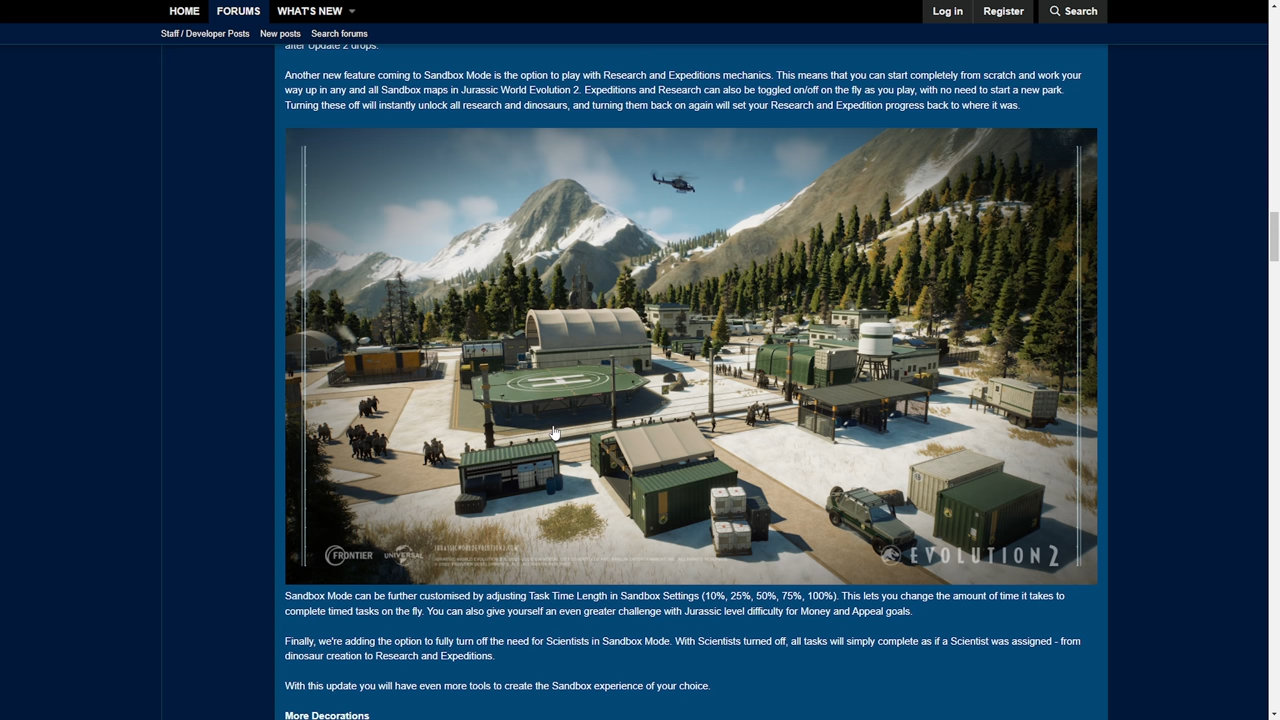 HOME FORUMS WHAT'S NEW Log in Register Search
Staff / Developer Posts New posts Search forums
after Update 2 drops.
Another new feature coming to Sandbox Mode is the option to play with Research and Expeditions mechanics. This means that you can start completely from scratch and work your
way up in any and all Sandbox maps in Jurassic World Evolution 2. Expeditions and Research can also be toggled on/off on the fly as you play, with no need to start a new park.
Turning these off will instantly unlock all research and dinosaurs, and turning them back on again will set your Research and Expedition progress back to where it was.
H
FRONTIER UNIVERSAL EVOLUTION 2
Sandbox Mode can be further customised by adjusting Task Time Length in Sandbox Settings (10%, 25%, 50%, 75%, 100%). This lets you change the amount of time it takes to
complete timed tasks on the fly. You can also give yourself an even greater challenge with Jurassic level difficulty for Money and Appeal goals.
Finally, we're adding the option to fully turn off the need for Scientists in Sandbox Mode. With Scientists turned off, all tasks will simply complete as if a Scientist was assigned - from
dinosaur creation to Research and Expeditions.
With this update you will have even more tools to create the Sandbox experience of your choice.
More Decorations